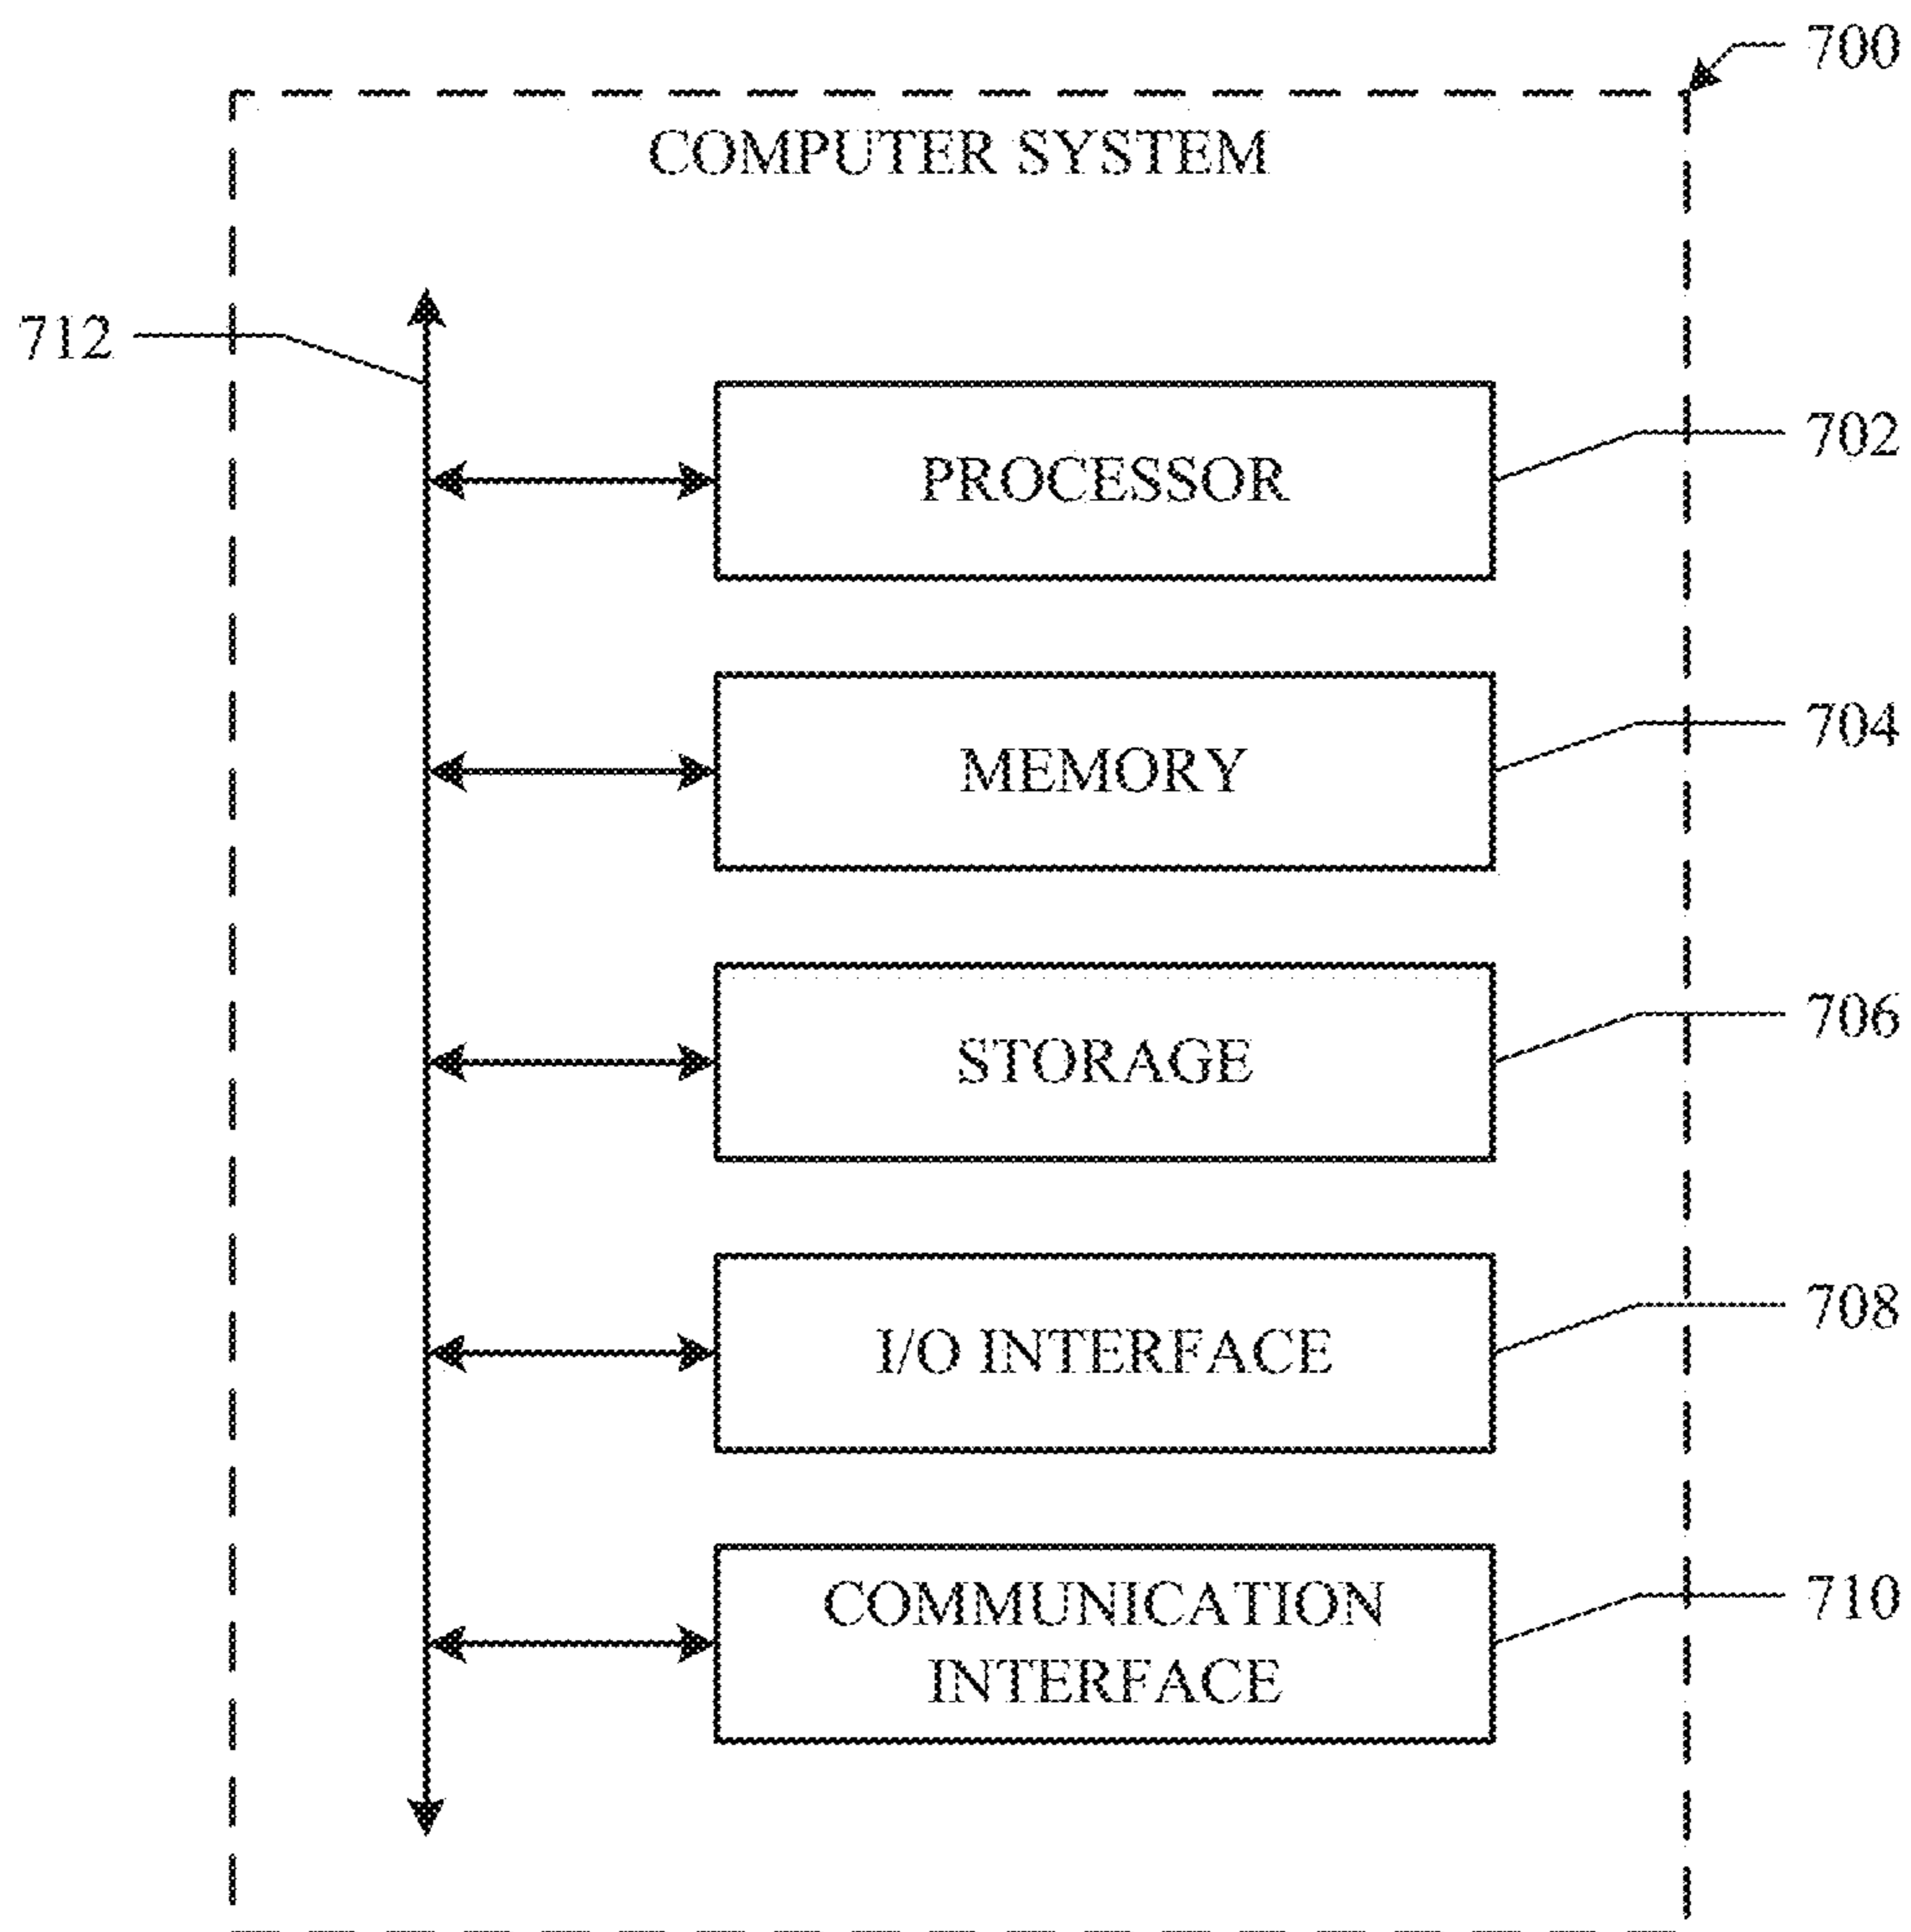 700
COMPUTER SYSTEM
712
PROCESSOR
702
MEMORY
704
STORAGE
706
I/O INTERFACE
708
COMMUNICATION
INTERFACE
710